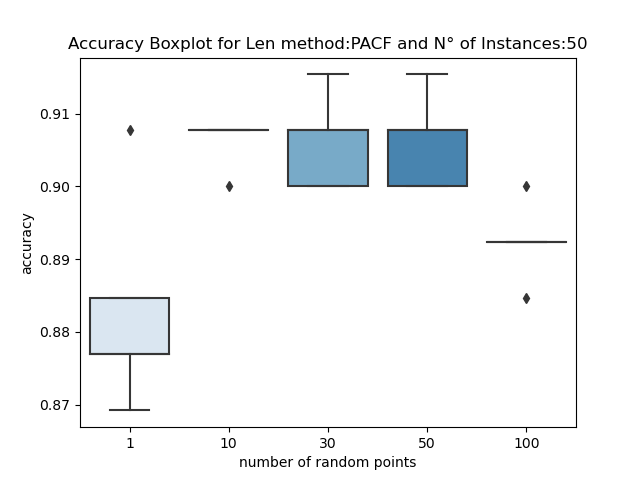 Accuracy Boxplot for Len method:PACF and N° of Instances:50
0.91
0.90
0.89
0.88
0.87
accuracy
1 10 30 50 100
number of random points